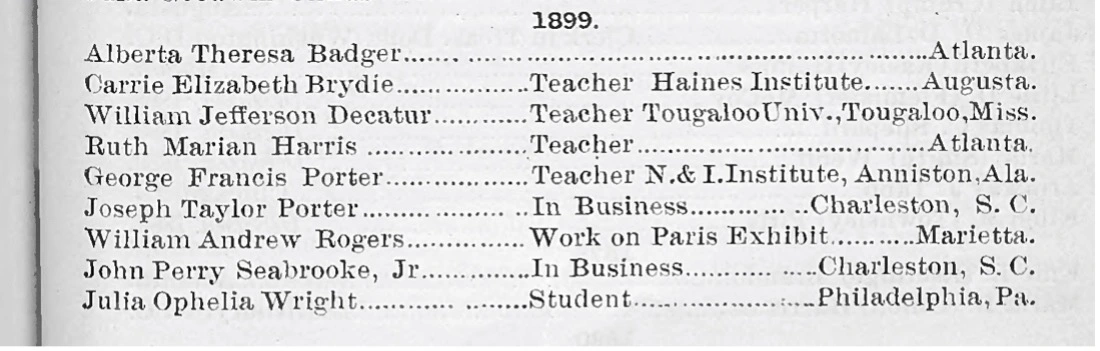 1899.
Alberta Theresa Badger....... ..................................................Atlanta.
Carrie Elizabeth Brydie..............Teacher Haines Institute.......Augusta.
William Jefferson Decatur..........Teacher Tougaloo Univ.,Tougaloo,Miss.
Ruth Marian Harris .................Teacher...............................Atlanta.
George Francis Porter...............Teacher N.& I.Institute, Anniston,Ala.
Joseph Taylor Porter......... ........ ..In Business.............Charleston, S. C.
William Andrew Rogers.............Work on Paris Exhibit..........Marietta.
John Perry Seabrooke, Jr...........In Business..............Charleston, S. C.
Julia Ophelia Wright..................Student....................Philadelphia, Pa.